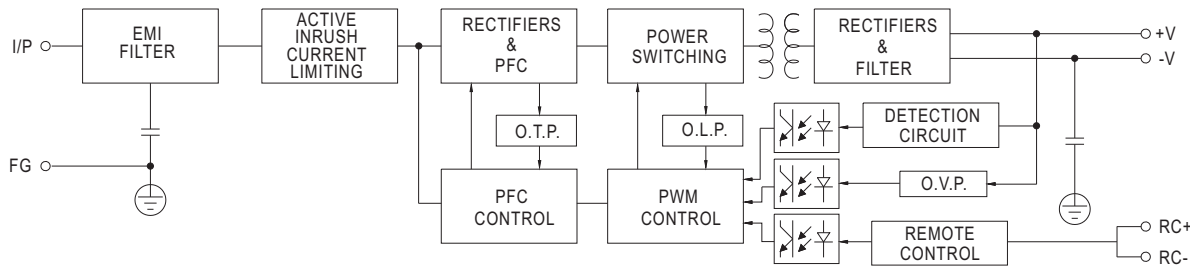 I/P
EMI
FILTER
ACTIVE
INRUSH
CURRENT
LIMITING
RECTIFIERS
&
PFC
POWER
SWITCHING
RECTIFIERS
&
FILTER
+V
-V
O.T.P.
O.L.P.
DETECTION
CIRCUIT
FG
PFC
CONTROL
PWM
CONTROL
O.V.P.
REMOTE
CONTROL
RC+
RC-